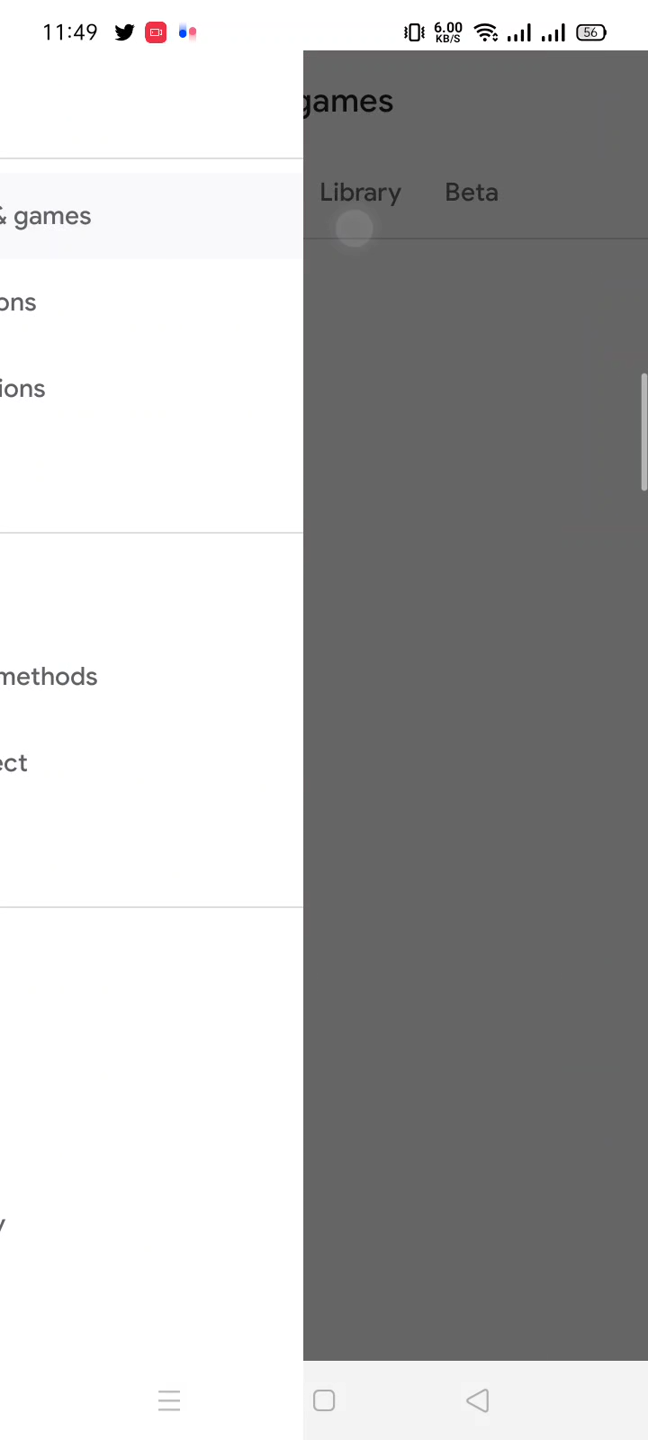 11:49 6.00 KB/S 56
games
Library Beta
& games
ons
ions
methods
ect
y